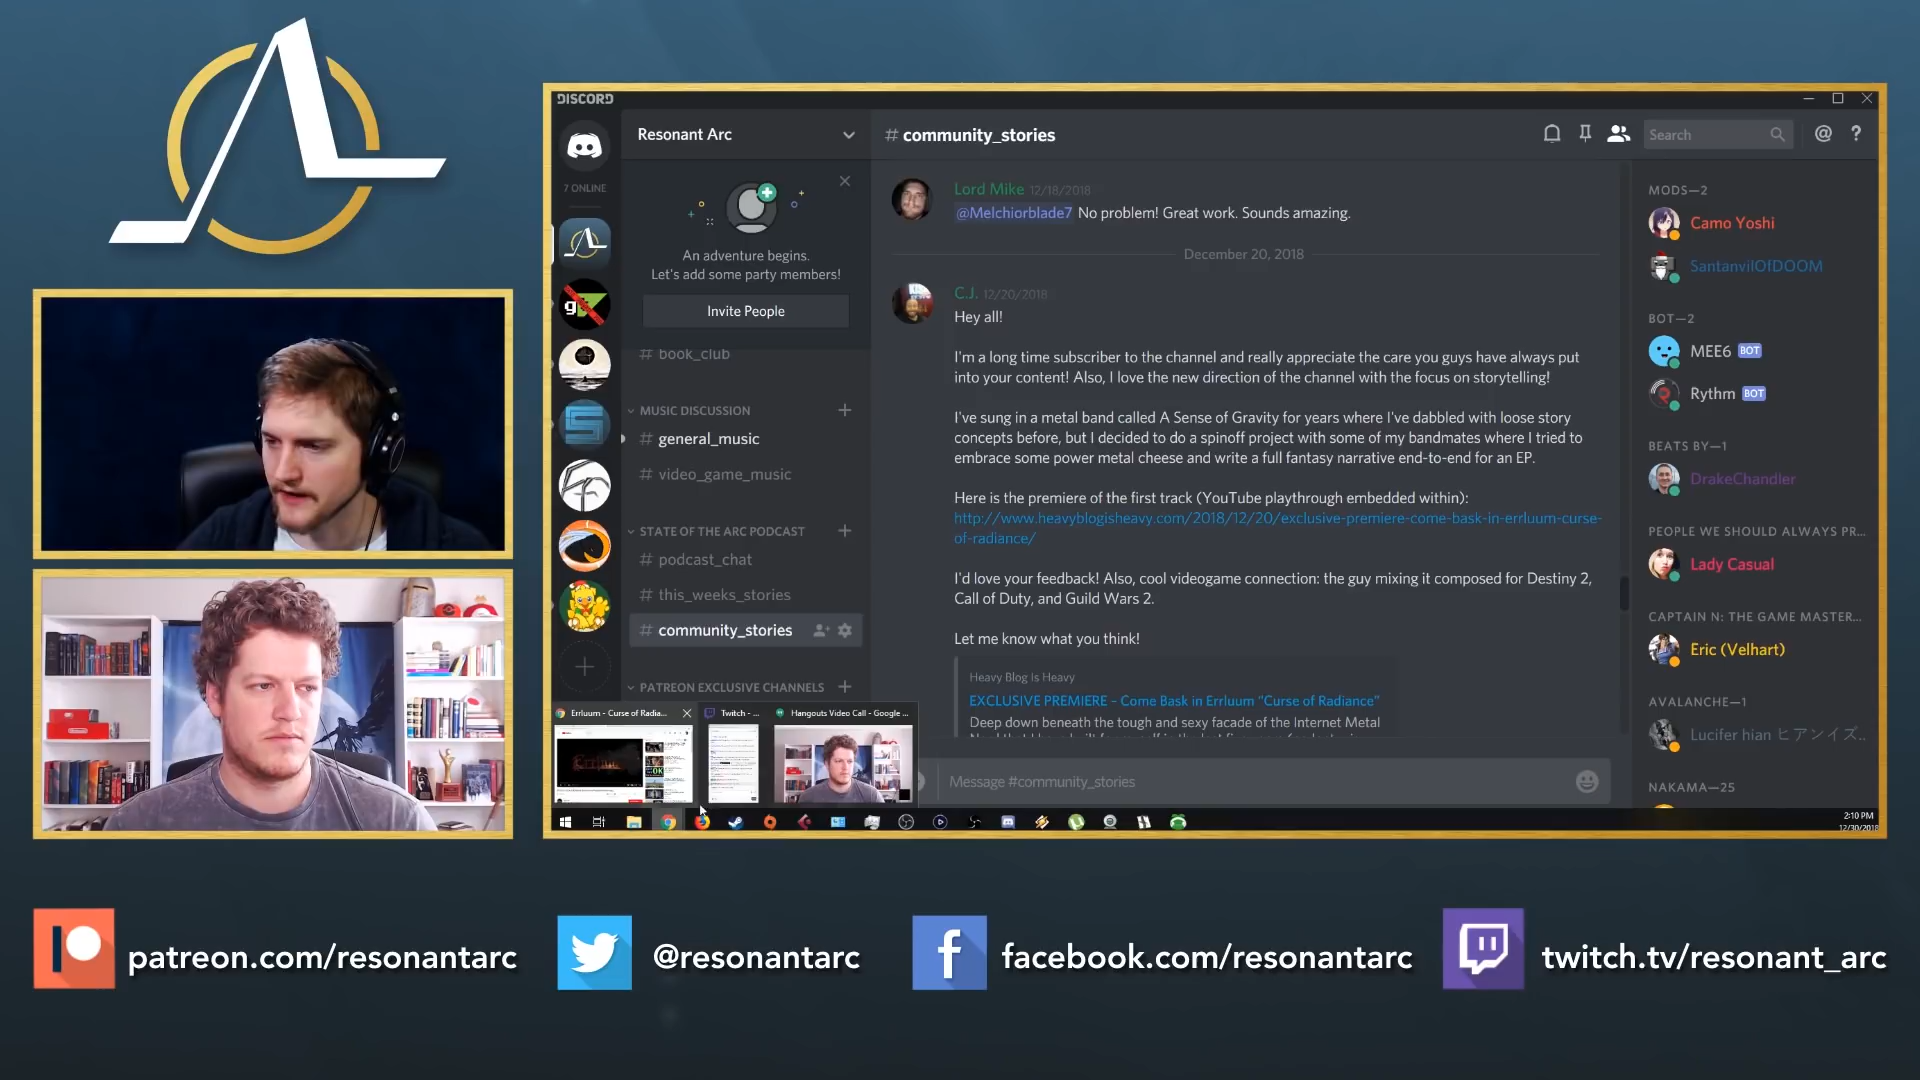 DISCORD
7 ONLINE
Resonant Arc
An adventure begins.
Let's add some party members!
Invite People
# book_club
MUSIC DISCUSSION
# general_music
# video_game_music
STATE OF THE ARC PODCAST
# podcast_chat
# this_weeks_stories
# community_stories
PATREON EXCLUSIVE CHANNELS
# community_stories
Search
@ ?
Lord Mike 12/18/2018
@Melchiorblade7 No problem! Great work. Sounds amazing.
December 20, 2018
C.J. 12/20/2018
Hey all!
I'm a long time subscriber to the channel and really appreciate the care you guys have always put
into your content! Also, I love the new direction of the channel with the focus on storytelling!
I've sung in a metal band called A Sense of Gravity for years where I've dabbled with loose story
concepts before, but I decided to do a spinoff project with some of my bandmates where I tried to
embrace some power metal cheese and write a full fantasy narrative end-to-end for an EP.
Here is the premiere of the first track (YouTube playthrough embedded within):
http://www.heavyblogisheavy.com/2018/12/20/exclusive-premiere-come-bask-in-errluum-curse-
of-radiance/
I'd love your feedback! Also, cool videogame connection: the guy mixing it composed for Destiny 2,
Call of Duty, and Guild Wars 2.
Let me know what you think!
Heavy Blog Is Heavy
EXCLUSIVE PREMIERE – Come Bask in Errluum "Curse of Radiance"
Deep down beneath the tough and sexy facade of the Internet Metal
Message #community_stories
MODS—2
Camo Yoshi
SantanvilOfDOOM
BOT—2
MEE6 BOT
Rythm BOT
BEATS BY—1
DrakeChandler
PEOPLE WE SHOULD ALWAYS PR...
Lady Casual
CAPTAIN N: THE GAME MASTER...
Eric (Velhart)
AVALANCHE—1
Lucifer hian ヒアンイズ..
NAKAMA—25
Errluum - Curse of Radia...
Twitch - ...
Hangouts Video Call - Google ...
2:10 PM
12/30/2018
patreon.com/resonantarc
@resonantarc
facebook.com/resonantarc
twitch.tv/resonant_arc